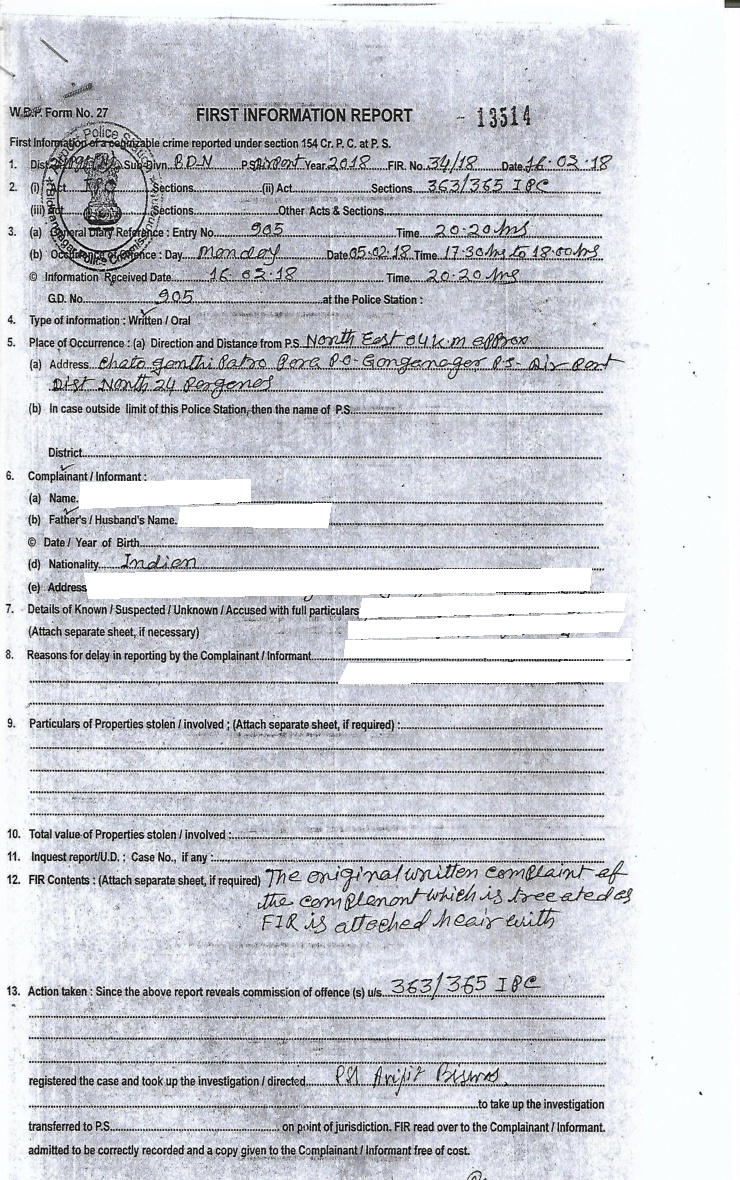 W.B.P. Form No. 27
FIRST INFORMATION REPORT - 13514
First Information of a cognizable crime reported under section 154 Cr. P. C. at P. S.
1. Dist. Sub-Divn. BDN P.S. Airport Year 2018 FIR. No. 34/18 Date 16.03.18
2. (i) Act Sections (ii) Act Sections 363/365 IPC
(iii) Act Sections Other Acts & Sections
3. (a) General Diary Reference : Entry No. 905 Time 20.20 hrs
(b) Occurrence of Offence : Day Monday Date 05.02.18 Time 17.30 hrs to 18.00 hrs
© Information Received Date 16.03.18 Time 20.20 hrs
G.D. No. 905 at the Police Station :
4. Type of information : Written / Oral
5. Place of Occurrence : (a) Direction and Distance from P.S. North East 04 k.m approx
(a) Address Chato ganthi Patro Para PO- Ganganagar PS- Air Port
Dist North 24 Parganas
(b) In case outside limit of this Police Station, then the name of P.S.
District
6. Complainant / Informant :
(a) Name.
(b) Father's / Husband's Name.
© Date / Year of Birth
(d) Nationality Indian
(e) Address
7. Details of Known / Suspected / Unknown / Accused with full particulars
(Attach separate sheet, if necessary)
8. Reasons for delay in reporting by the Complainant / Informant
9. Particulars of Properties stolen / involved ; (Attach separate sheet, if required) :
10. Total value of Properties stolen / involved :
11. Inquest report/U.D. ; Case No., if any :
12. FIR Contents : (Attach separate sheet, if required) The original written complaint of
the complenont which is treeated as
FIR is attached hear with
13. Action taken : Since the above report reveals commission of offence (s) u/s. 363/365 IPC
registered the case and took up the investigation / directed PSI Arijit Biswas,
to take up the investigation
transferred to P.S. on point of jurisdiction. FIR read over to the Complainant / Informant.
admitted to be correctly recorded and a copy given to the Complainant / Informant free of cost.